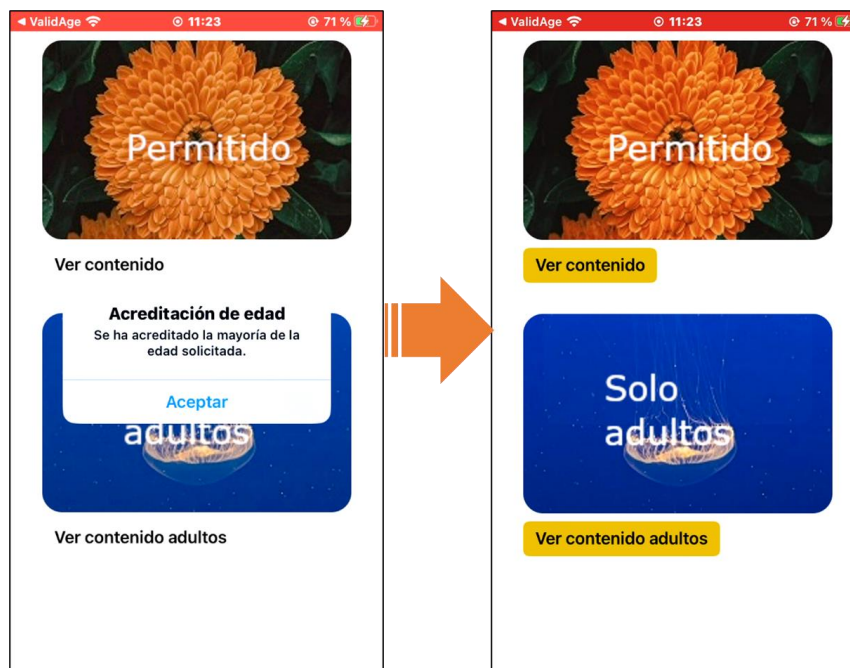 ValidAge 11:23 71 %
Permitido
Ver contenido
Acreditación de edad
Se ha acreditado la mayoría de la
edad solicitada.
Aceptar
adultos
Ver contenido adultos
ValidAge 11:23 71 %
Permitido
Ver contenido
Solo
adultos
Ver contenido adultos